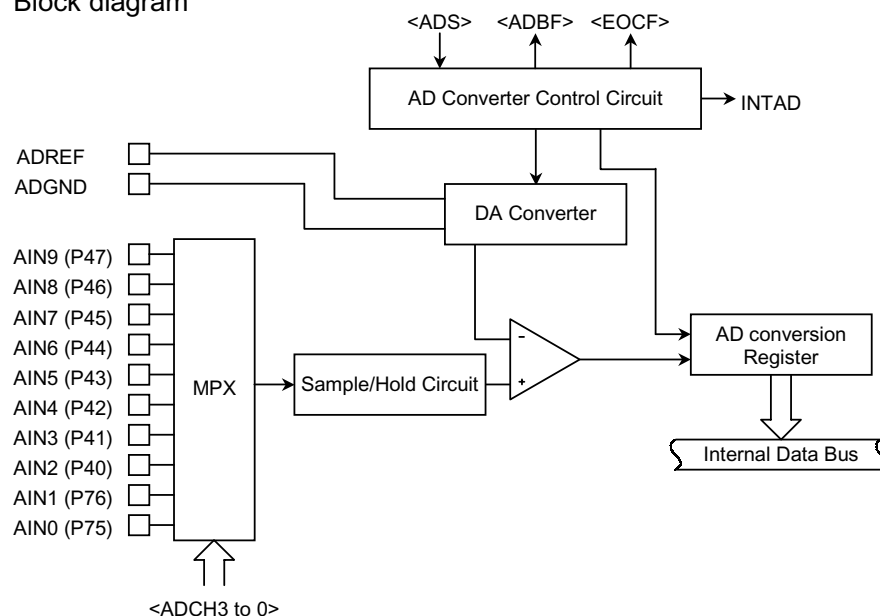 Block diagram
<ADS> <ADBF> <EOCF>
AD Converter Control Circuit
INTAD
ADREF
ADGND
DA Converter
AIN9 (P47)
AIN8 (P46)
AIN7 (P45)
AIN6 (P44)
AIN5 (P43)
AIN4 (P42)
AIN3 (P41)
AIN2 (P40)
AIN1 (P76)
AIN0 (P75)
MPX
Sample/Hold Circuit
-
+
AD conversion
Register
Internal Data Bus
<ADCH3 to 0>